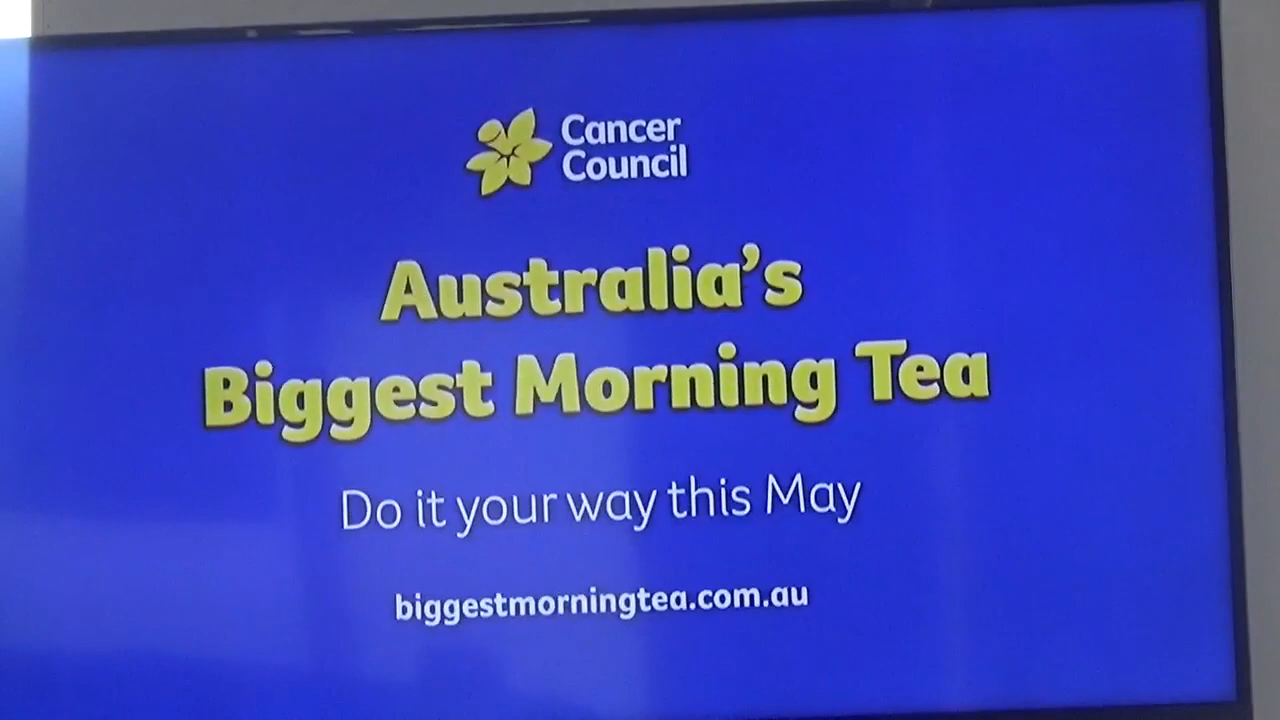 Cancer
Council
Australia’s
Biggest Morning Tea
Do it your way this May
biggestmorningtea.com.au